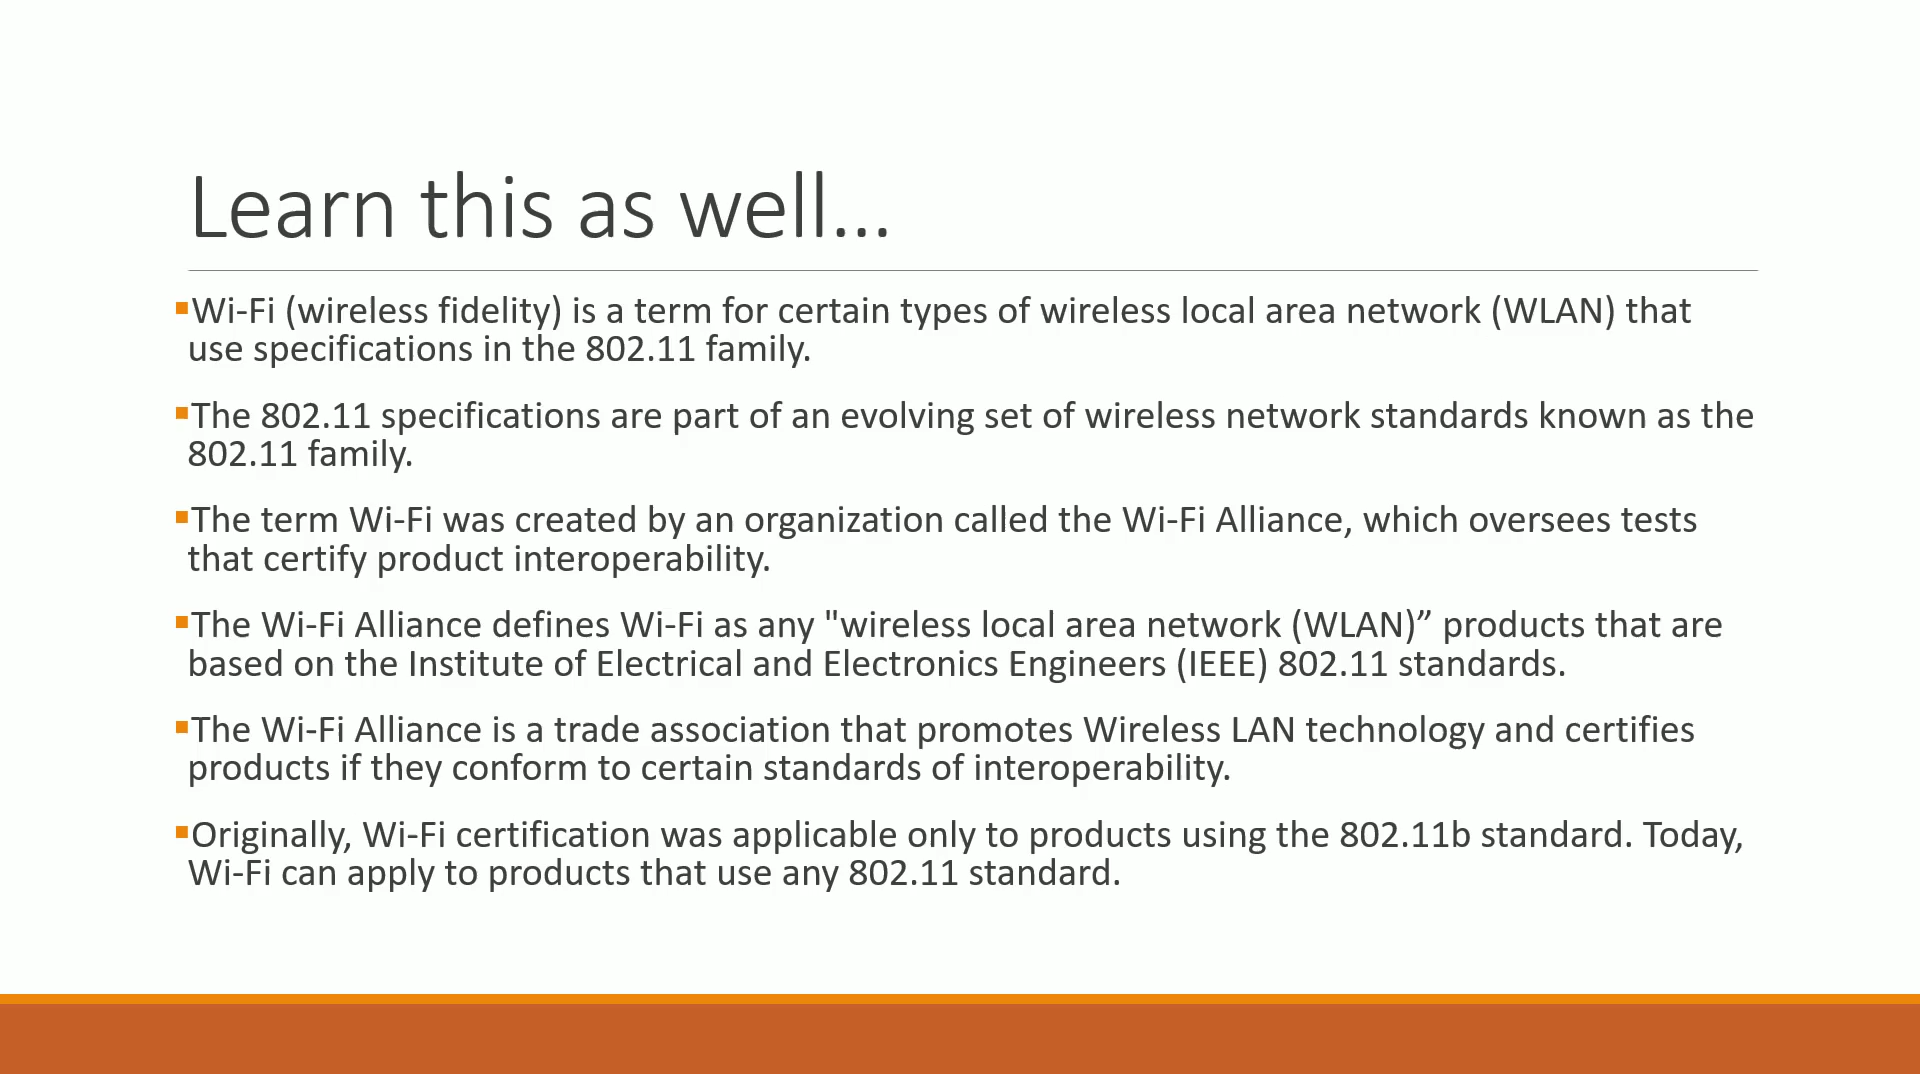 Learn this as well...
▪Wi-Fi (wireless fidelity) is a term for certain types of wireless local area network (WLAN) that
use specifications in the 802.11 family.
▪The 802.11 specifications are part of an evolving set of wireless network standards known as the
802.11 family.
▪The term Wi-Fi was created by an organization called the Wi-Fi Alliance, which oversees tests
that certify product interoperability.
▪The Wi-Fi Alliance defines Wi-Fi as any "wireless local area network (WLAN)” products that are
based on the Institute of Electrical and Electronics Engineers (IEEE) 802.11 standards.
▪The Wi-Fi Alliance is a trade association that promotes Wireless LAN technology and certifies
products if they conform to certain standards of interoperability.
▪Originally, Wi-Fi certification was applicable only to products using the 802.11b standard. Today,
Wi-Fi can apply to products that use any 802.11 standard.